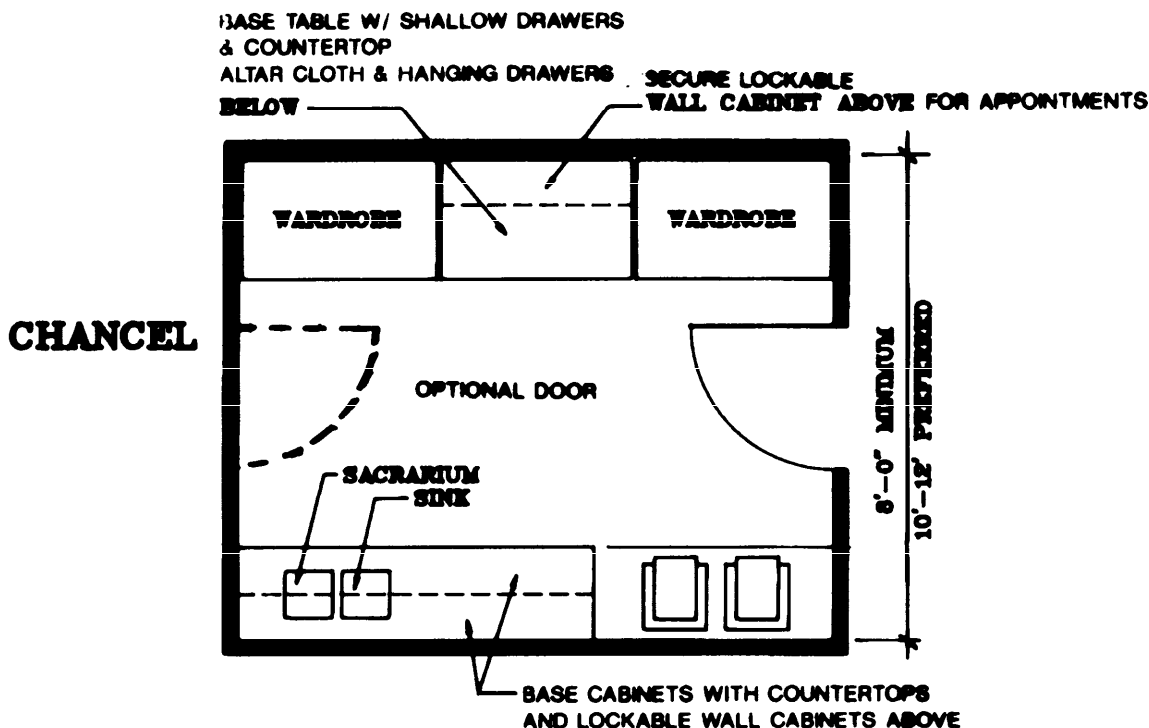 BASE TABLE W/ SHALLOW DRAWERS
& COUNTERTOP
ALTAR CLOTH & HANGING DRAWERS
BELOW
SECURE LOCKABLE
WALL CABINET ABOVE FOR APPOINTMENTS
WARDROBE
WARDROBE
CHANCEL
OPTIONAL DOOR
8'-0" MINIMUM
10'-12' PREFERRED
SACRARIUM
SINK
BASE CABINETS WITH COUNTERTOPS
AND LOCKABLE WALL CABINETS ABOVE